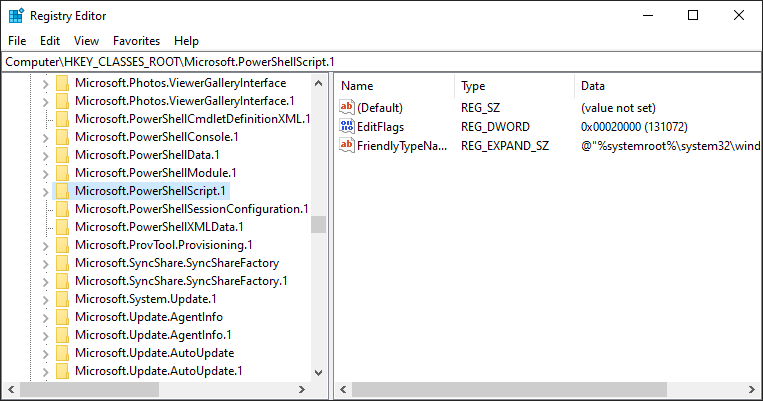 Registry Editor
File Edit View Favorites Help
Computer\HKEY_CLASSES_ROOT\Microsoft.PowerShellScript.1
Microsoft.Photos.ViewerGalleryInterface
Microsoft.Photos.ViewerGalleryInterface.1
Microsoft.PowerShellCmdletDefinitionXML.1
Microsoft.PowerShellConsole.1
Microsoft.PowerShellData.1
Microsoft.PowerShellModule.1
Microsoft.PowerShellScript.1
Microsoft.PowerShellSessionConfiguration.1
Microsoft.PowerShellXMLData.1
Microsoft.ProvTool.Provisioning.1
Microsoft.SyncShare.SyncShareFactory
Microsoft.SyncShare.SyncShareFactory.1
Microsoft.System.Update.1
Microsoft.Update.AgentInfo
Microsoft.Update.AgentInfo.1
Microsoft.Update.AutoUpdate
Microsoft.Update.AutoUpdate.1
Name Type Data
(Default) REG_SZ (value not set)
EditFlags REG_DWORD 0x00020000 (131072)
FriendlyTypeNa... REG_EXPAND_SZ @"%systemroot%\system32\wind